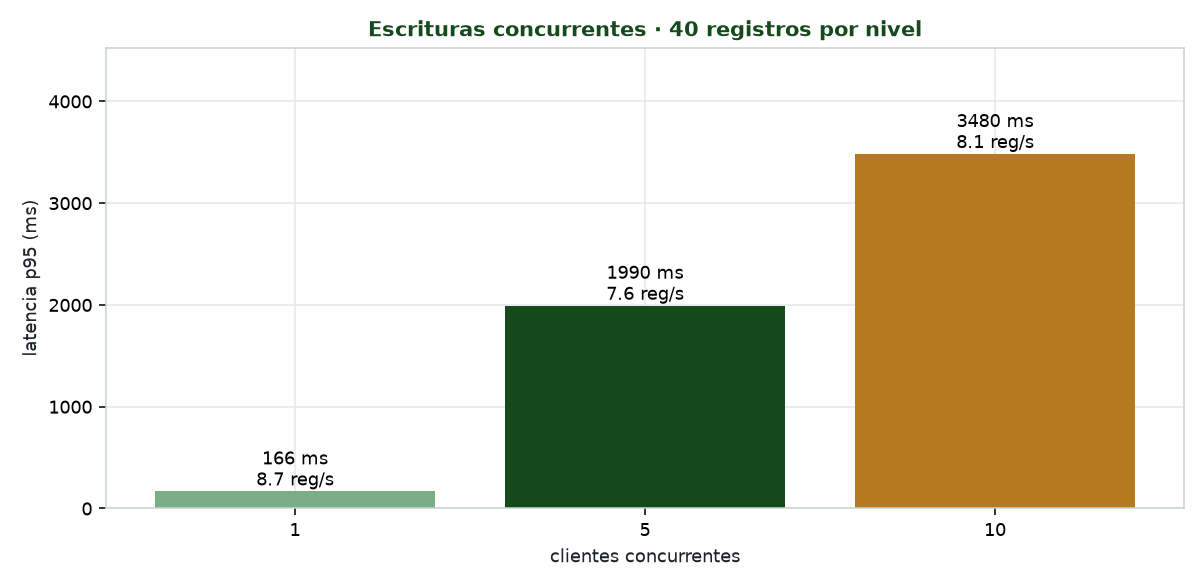 Escrituras concurrentes · 40 registros por nivel
latencia p95 (ms)
4000
3000
2000
1000
0
3480 ms
8.1 reg/s
1990 ms
7.6 reg/s
166 ms
8.7 reg/s
1
5
10
clientes concurrentes